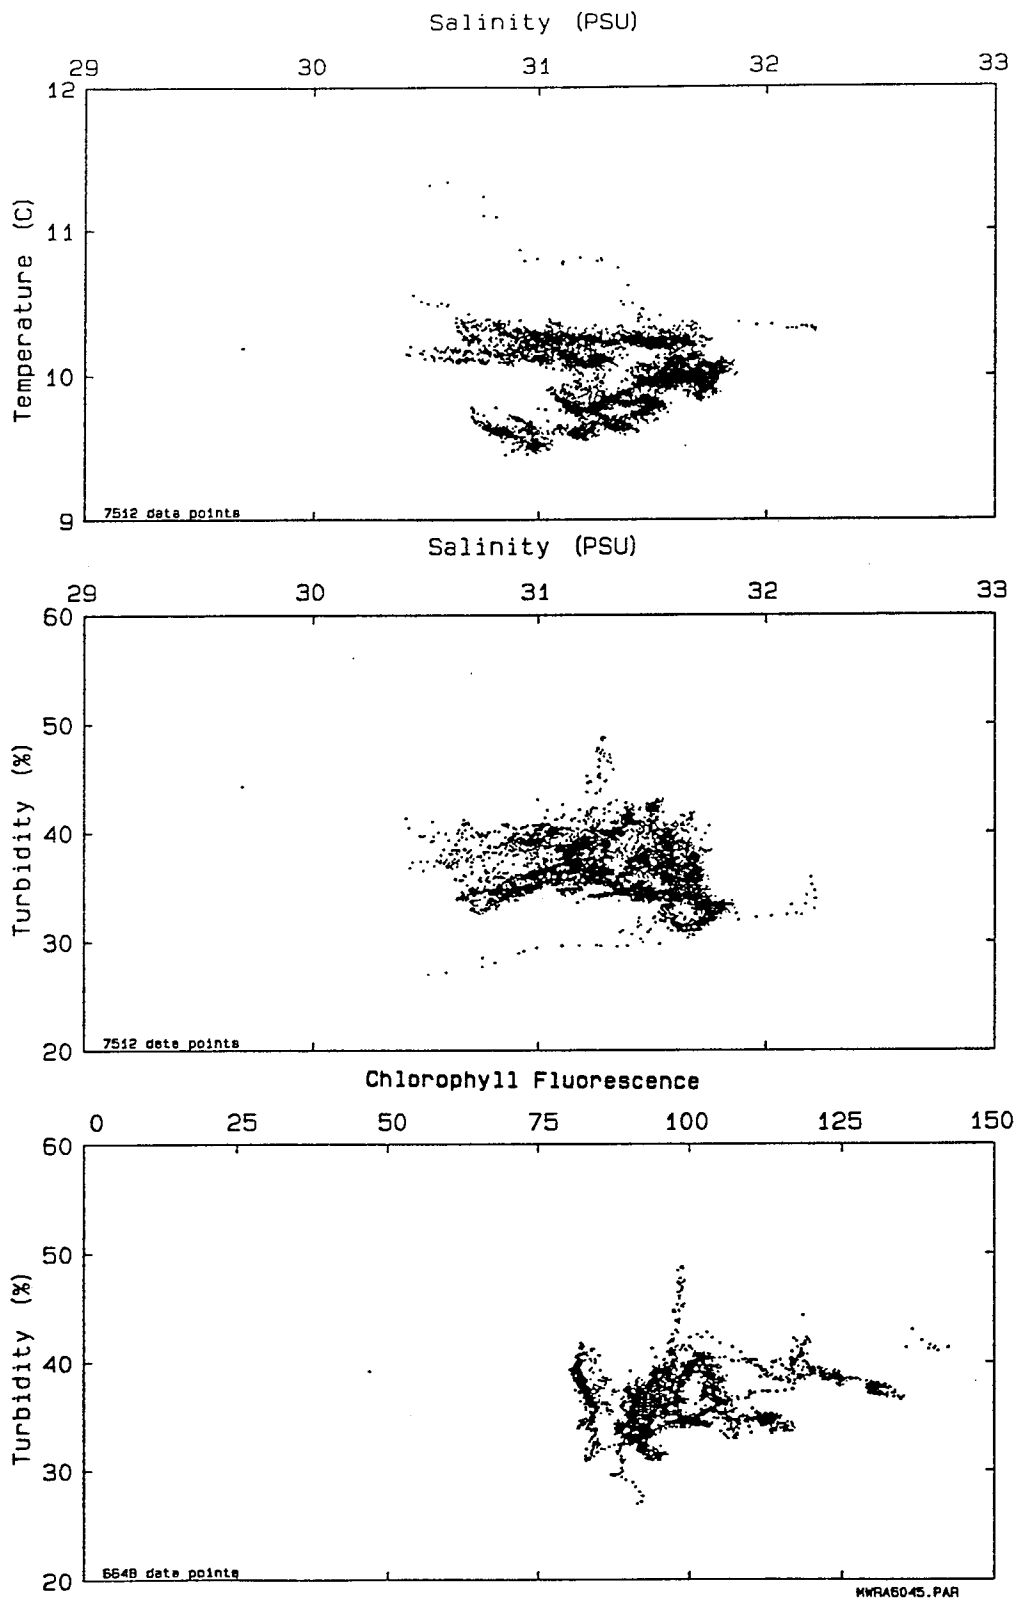 Salinity (PSU)
29 30 31 32 33
12
11
10
9
Temperature (C)
7512 data points
Salinity (PSU)
29 30 31 32 33
60
50
40
30
20
Turbidity (%)
7512 data points
Chlorophyll Fluorescence
0 25 50 75 100 125 150
60
50
40
30
20
Turbidity (%)
6648 data points
MWRA6045.PAR